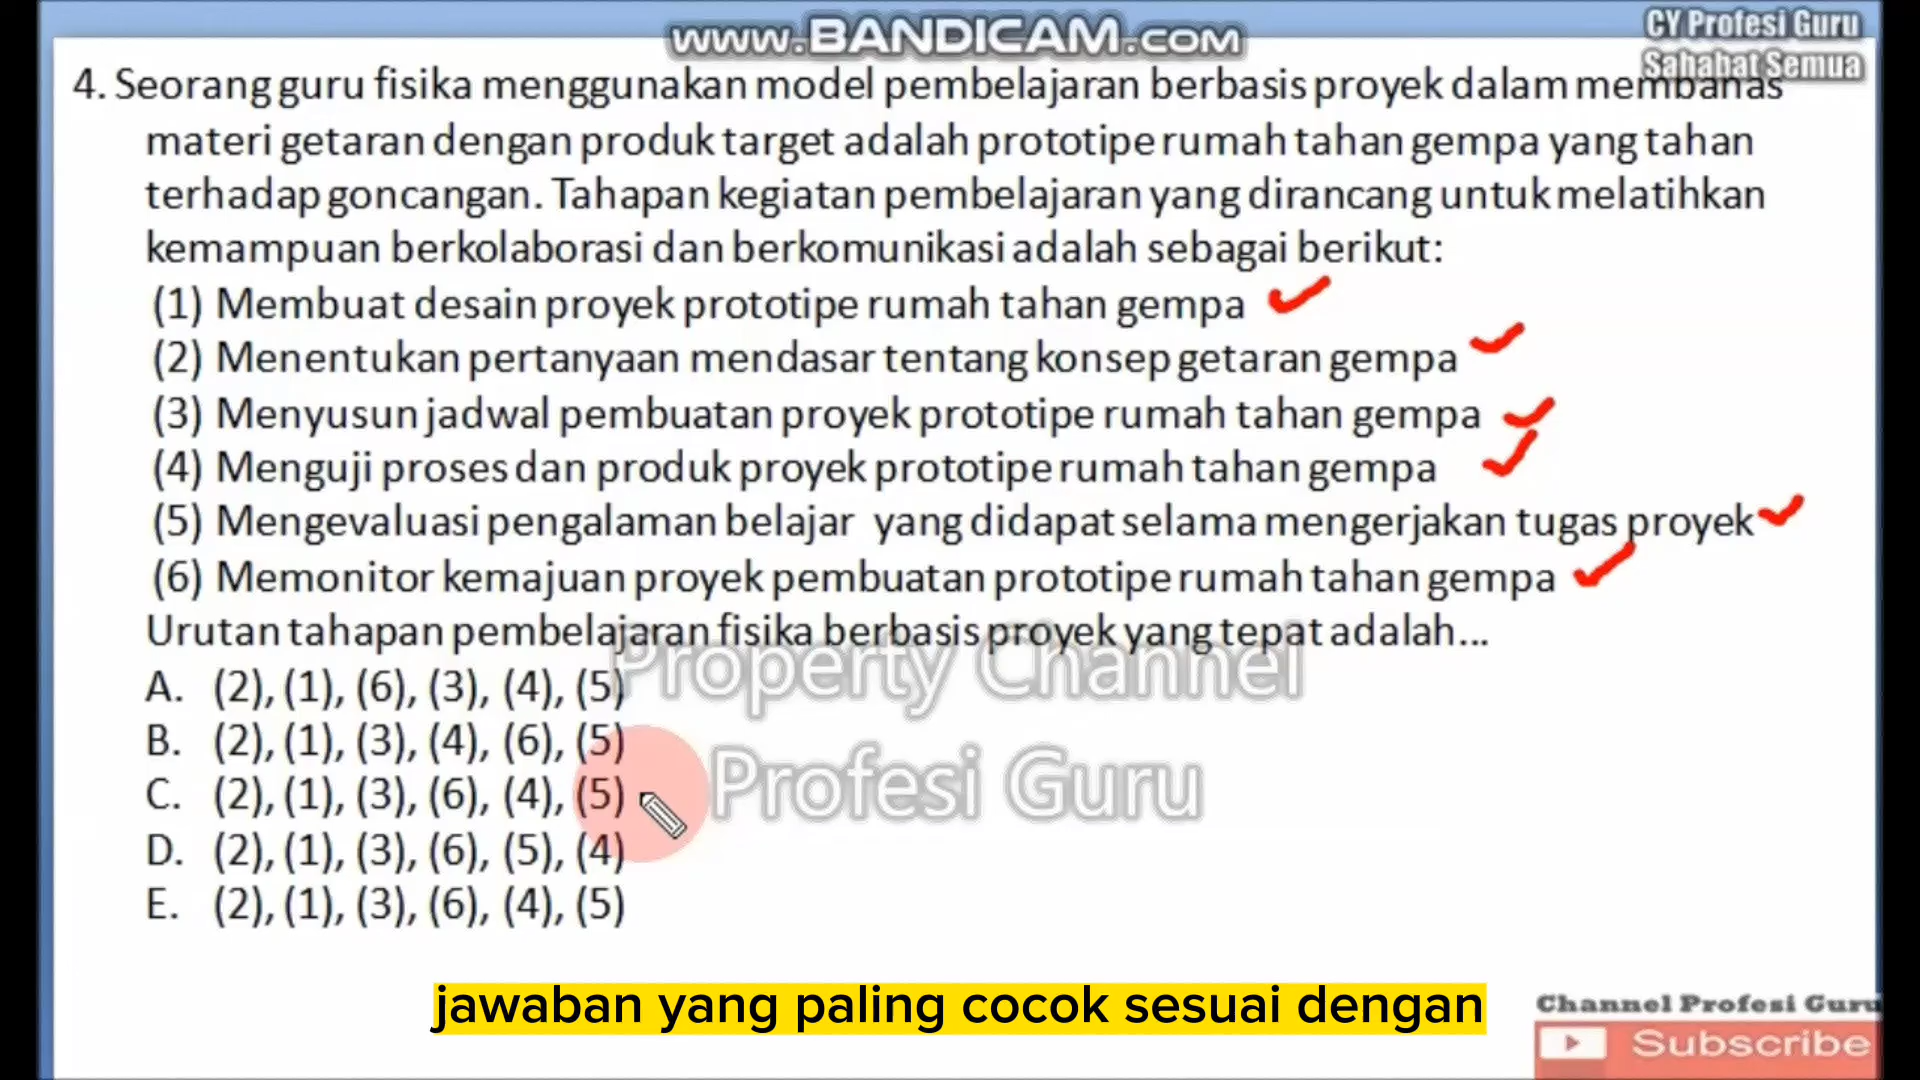 www.BANDICAM.com
CY Profesi Guru
Sahabat Semua
4. Seorang guru fisika menggunakan model pembelajaran berbasis proyek dalam membahas
materi getaran dengan produk target adalah prototipe rumah tahan gempa yang tahan
terhadap goncangan. Tahapan kegiatan pembelajaran yang dirancang untuk melatihkan
kemampuan berkolaborasi dan berkomunikasi adalah sebagai berikut:
(1) Membuat desain proyek prototipe rumah tahan gempa
(2) Menentukan pertanyaan mendasar tentang konsep getaran gempa
(3) Menyusun jadwal pembuatan proyek prototipe rumah tahan gempa
(4) Menguji proses dan produk proyek prototipe rumah tahan gempa
(5) Mengevaluasi pengalaman belajar yang didapat selama mengerjakan tugas proyek
(6) Memonitor kemajuan proyek pembuatan prototipe rumah tahan gempa
Urutan tahapan pembelajaran fisika berbasis proyek yang tepat adalah...
A. (2), (1), (6), (3), (4), (5)
B. (2), (1), (3), (4), (6), (5)
C. (2), (1), (3), (6), (4), (5)
D. (2), (1), (3), (6), (5), (4)
E. (2), (1), (3), (6), (4), (5)
Property Channel
Profesi Guru
jawaban yang paling cocok sesuai dengan
Channel Profesi Guru
Subscribe